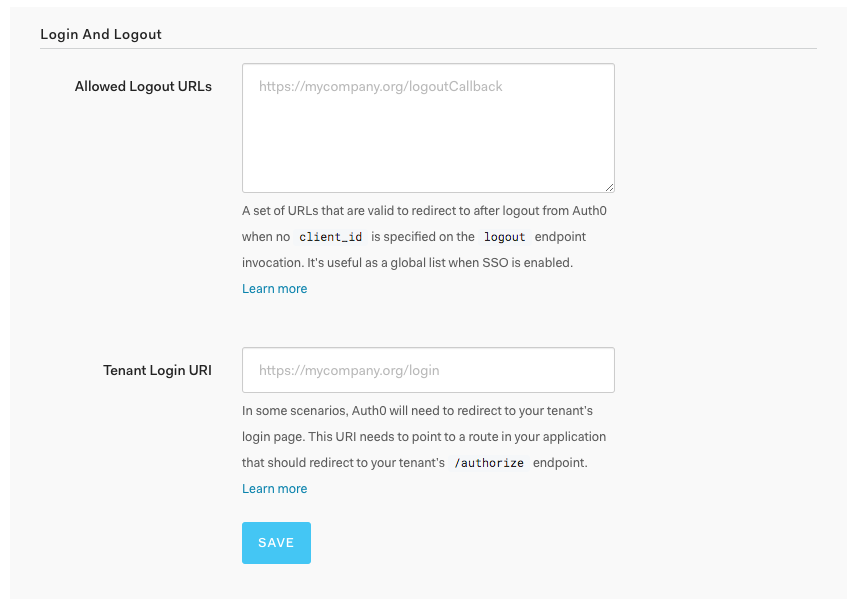 Login And Logout
Allowed Logout URLs
https://mycompany.org/logoutCallback
A set of URLs that are valid to redirect to after logout from Auth0
when no client_id is specified on the logout endpoint
invocation. It's useful as a global list when SSO is enabled.
Learn more
Tenant Login URI
https://mycompany.org/login
In some scenarios, Auth0 will need to redirect to your tenant's
login page. This URI needs to point to a route in your application
that should redirect to your tenant's /authorize endpoint.
Learn more
SAVE